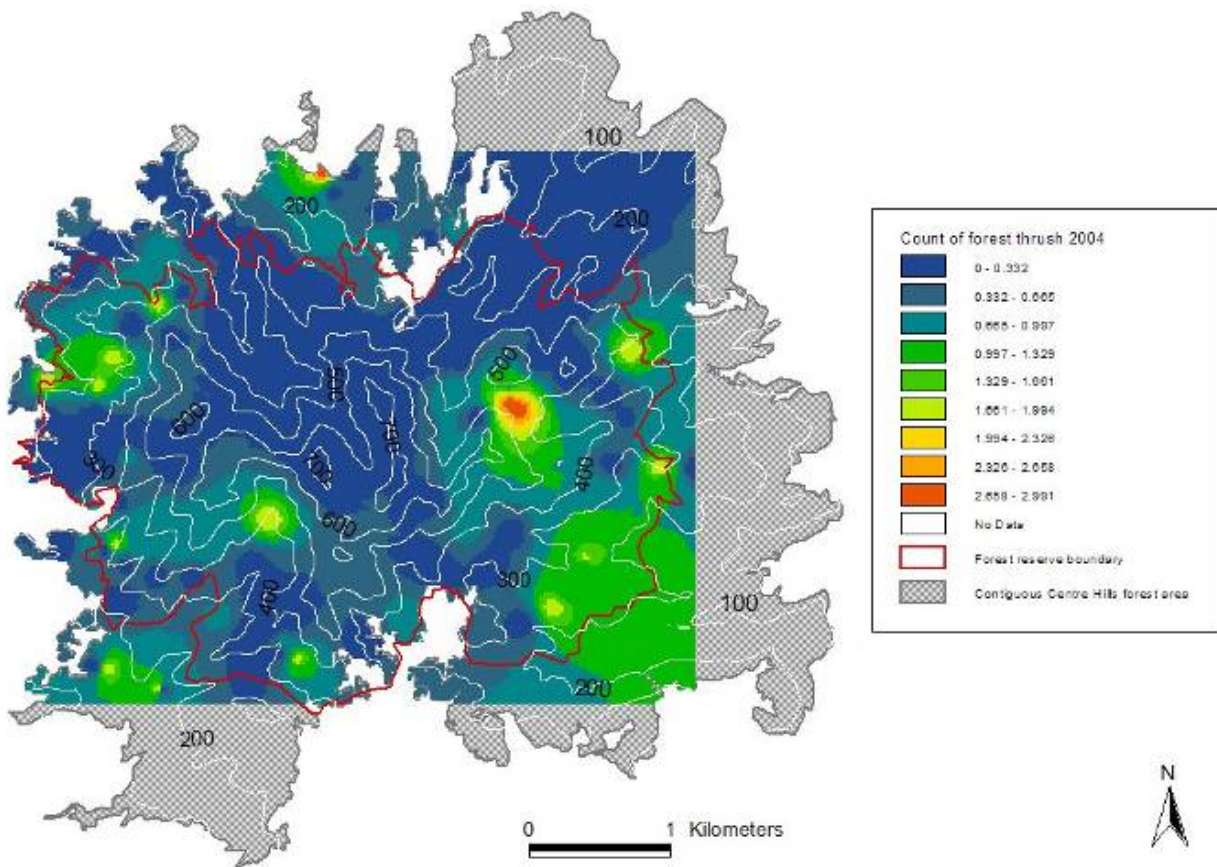 100
200
200
500
600
500
750
300
700
400
600
300
400
100
200
200
Count of forest thrush 2004
0 - 0.332
0.332 - 0.665
0.665 - 0.997
0.997 - 1.329
1.329 - 1.661
1.661 - 1.994
1.994 - 2.326
2.326 - 2.658
2.659 - 2.991
No Data
Forest reserve boundary
Contiguous Centre Hills forest area
N
0 1 Kilometers